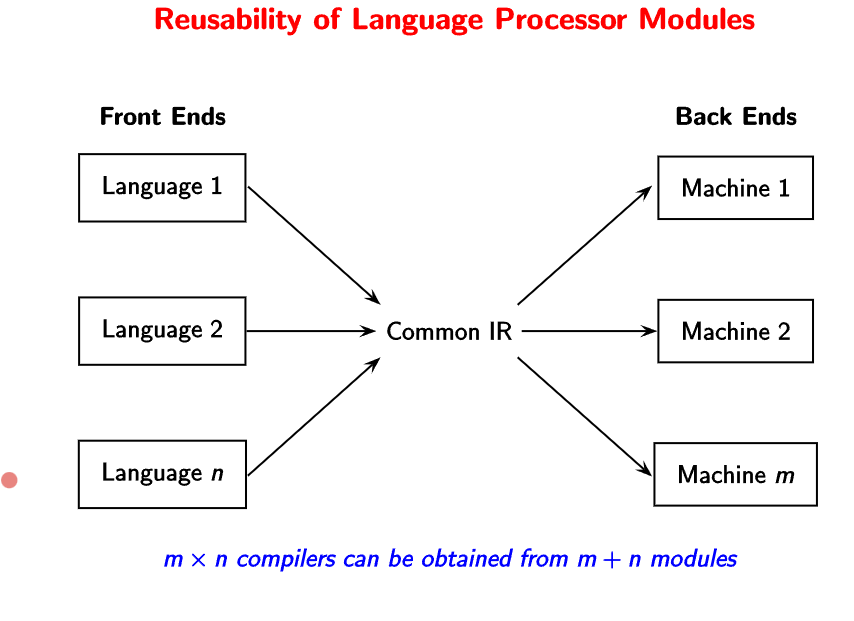 Reusability of Language Processor Modules
Front Ends
Back Ends
Language 1
Machine 1
Language 2
Common IR
Machine 2
Language n
Machine m
m × n compilers can be obtained from m + n modules